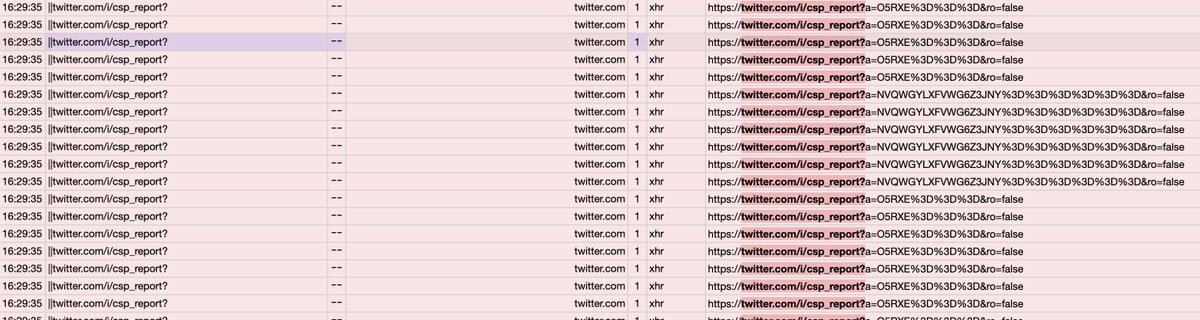 16:29:35 ||twitter.com/i/csp_report? -- twitter.com 1 xhr https://twitter.com/i/csp_report?a=O5RXE%3D%3D%3D&ro=false
16:29:35 ||twitter.com/i/csp_report? -- twitter.com 1 xhr https://twitter.com/i/csp_report?a=O5RXE%3D%3D%3D&ro=false
16:29:35 ||twitter.com/i/csp_report? -- twitter.com 1 xhr https://twitter.com/i/csp_report?a=O5RXE%3D%3D%3D&ro=false
16:29:35 ||twitter.com/i/csp_report? -- twitter.com 1 xhr https://twitter.com/i/csp_report?a=O5RXE%3D%3D%3D&ro=false
16:29:35 ||twitter.com/i/csp_report? -- twitter.com 1 xhr https://twitter.com/i/csp_report?a=O5RXE%3D%3D%3D&ro=false
16:29:35 ||twitter.com/i/csp_report? -- twitter.com 1 xhr https://twitter.com/i/csp_report?a=NVQWGYLXFVWG6Z3JNY%3D%3D%3D%3D%3D%3D&ro=false
16:29:35 ||twitter.com/i/csp_report? -- twitter.com 1 xhr https://twitter.com/i/csp_report?a=NVQWGYLXFVWG6Z3JNY%3D%3D%3D%3D%3D%3D&ro=false
16:29:35 ||twitter.com/i/csp_report? -- twitter.com 1 xhr https://twitter.com/i/csp_report?a=NVQWGYLXFVWG6Z3JNY%3D%3D%3D%3D%3D%3D&ro=false
16:29:35 ||twitter.com/i/csp_report? -- twitter.com 1 xhr https://twitter.com/i/csp_report?a=NVQWGYLXFVWG6Z3JNY%3D%3D%3D%3D%3D%3D&ro=false
16:29:35 ||twitter.com/i/csp_report? -- twitter.com 1 xhr https://twitter.com/i/csp_report?a=NVQWGYLXFVWG6Z3JNY%3D%3D%3D%3D%3D%3D&ro=false
16:29:35 ||twitter.com/i/csp_report? -- twitter.com 1 xhr https://twitter.com/i/csp_report?a=NVQWGYLXFVWG6Z3JNY%3D%3D%3D%3D%3D%3D&ro=false
16:29:35 ||twitter.com/i/csp_report? -- twitter.com 1 xhr https://twitter.com/i/csp_report?a=O5RXE%3D%3D%3D&ro=false
16:29:35 ||twitter.com/i/csp_report? -- twitter.com 1 xhr https://twitter.com/i/csp_report?a=O5RXE%3D%3D%3D&ro=false
16:29:35 ||twitter.com/i/csp_report? -- twitter.com 1 xhr https://twitter.com/i/csp_report?a=O5RXE%3D%3D%3D&ro=false
16:29:35 ||twitter.com/i/csp_report? -- twitter.com 1 xhr https://twitter.com/i/csp_report?a=O5RXE%3D%3D%3D&ro=false
16:29:35 ||twitter.com/i/csp_report? -- twitter.com 1 xhr https://twitter.com/i/csp_report?a=O5RXE%3D%3D%3D&ro=false
16:29:35 ||twitter.com/i/csp_report? -- twitter.com 1 xhr https://twitter.com/i/csp_report?a=O5RXE%3D%3D%3D&ro=false
16:29:35 ||twitter.com/i/csp_report? -- twitter.com 1 xhr https://twitter.com/i/csp_report?a=O5RXE%3D%3D%3D&ro=false